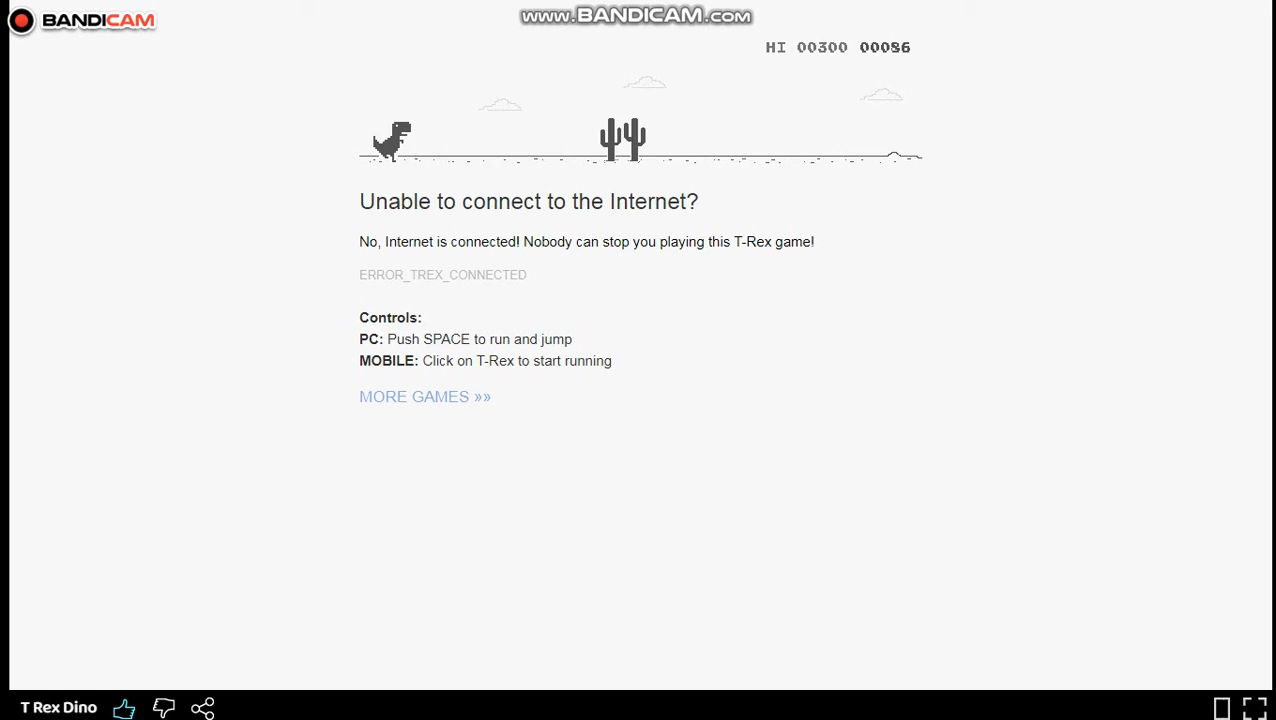 BANDICAM
www.BANDICAM.com
HI 00300 00086
Unable to connect to the Internet?
No, Internet is connected! Nobody can stop you playing this T-Rex game!
ERROR_TREX_CONNECTED
Controls:
PC: Push SPACE to run and jump
MOBILE: Click on T-Rex to start running
MORE GAMES »»
T Rex Dino